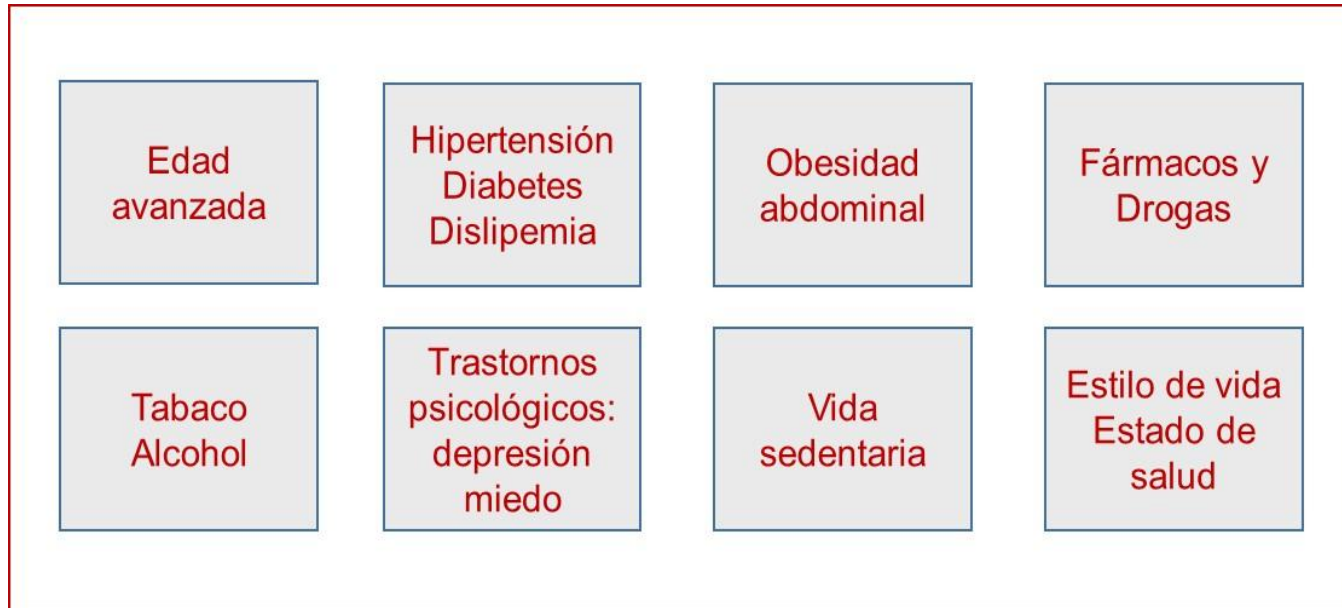 Edad
avanzada
Hipertensión
Diabetes
Dislipemia
Obesidad
abdominal
Fármacos y
Drogas
Tabaco
Alcohol
Trastornos
psicológicos:
depresión
miedo
Vida
sedentaria
Estilo de vida
Estado de
salud